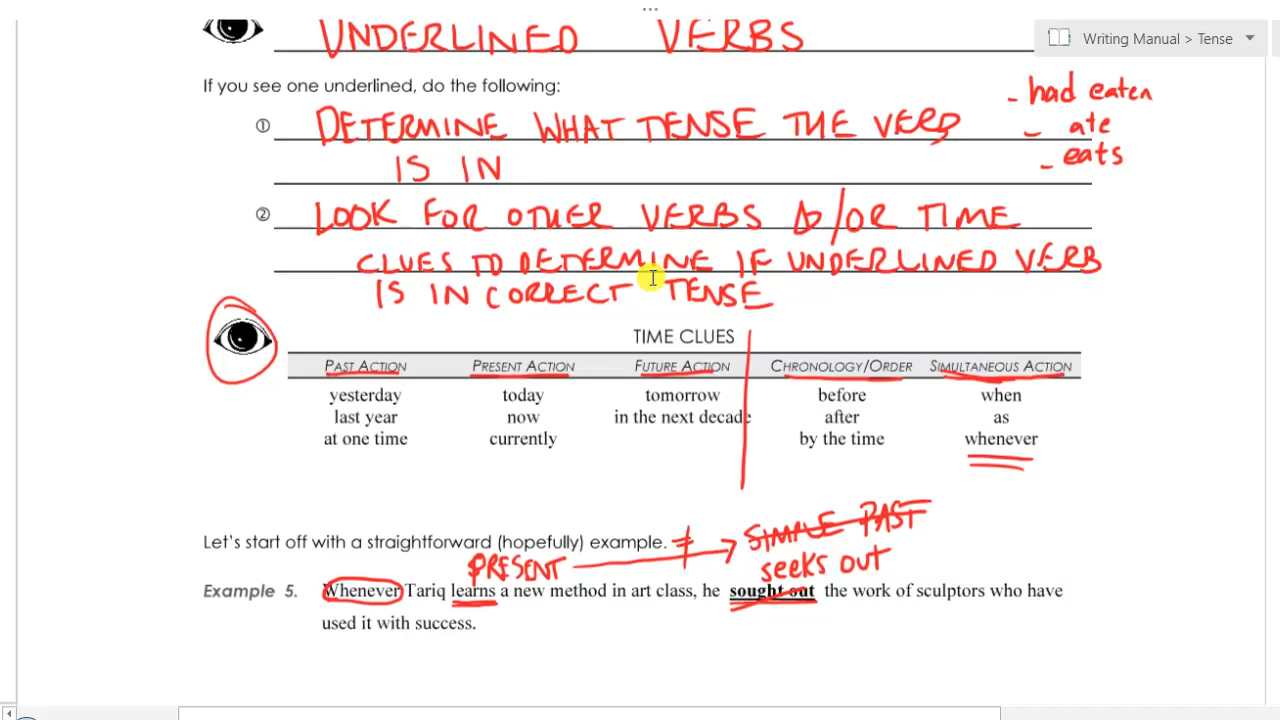 ...
UNDERLINED VERBS
Writing Manual > Tense
If you see one underlined, do the following:
- had eaten
① DETERMINE WHAT TENSE THE VERB
- ate
IS IN
- eats
② LOOK FOR OTHER VERBS &/OR TIME
CLUES TO DETERMINE IF UNDERLINED VERB
IS IN CORRECT TENSE
TIME CLUES
PAST ACTION PRESENT ACTION FUTURE ACTION CHRONOLOGY/ORDER SIMULTANEOUS ACTION
yesterday today tomorrow before when
last year now in the next decade after as
at one time currently by the time whenever
Let's start off with a straightforward (hopefully) example. ≠ SIMPLE PAST
PRESENT → seeks out
Example 5. Whenever Tariq learns a new method in art class, he sought out the work of sculptors who have
used it with success.